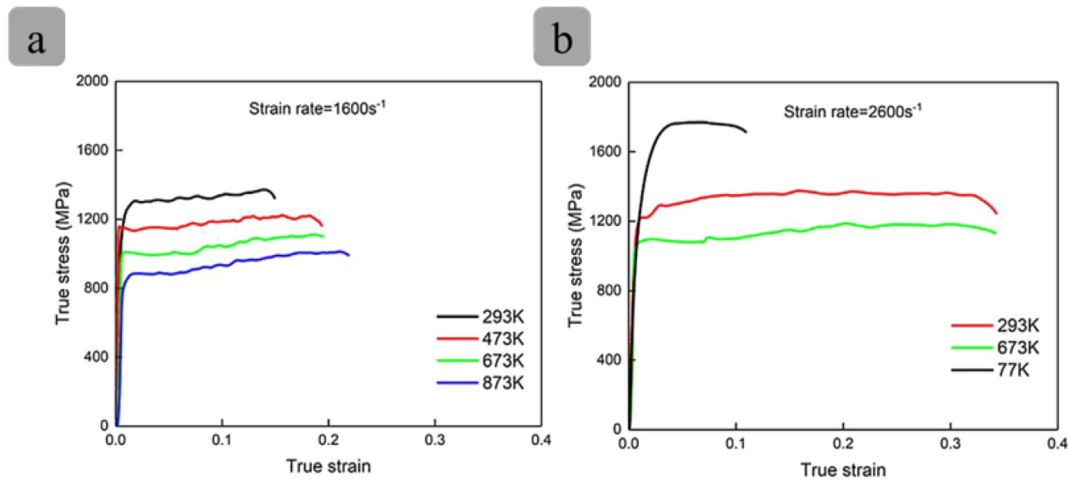 a
2000
1600
1200
800
400
0
True stress (MPa)
Strain rate=1600s⁻¹
293K
473K
673K
873K
0.0 0.1 0.2 0.3 0.4
True strain
b
2000
1600
1200
800
400
0
True stress (MPa)
Strain rate=2600s⁻¹
293K
673K
77K
0.0 0.1 0.2 0.3 0.4
True strain